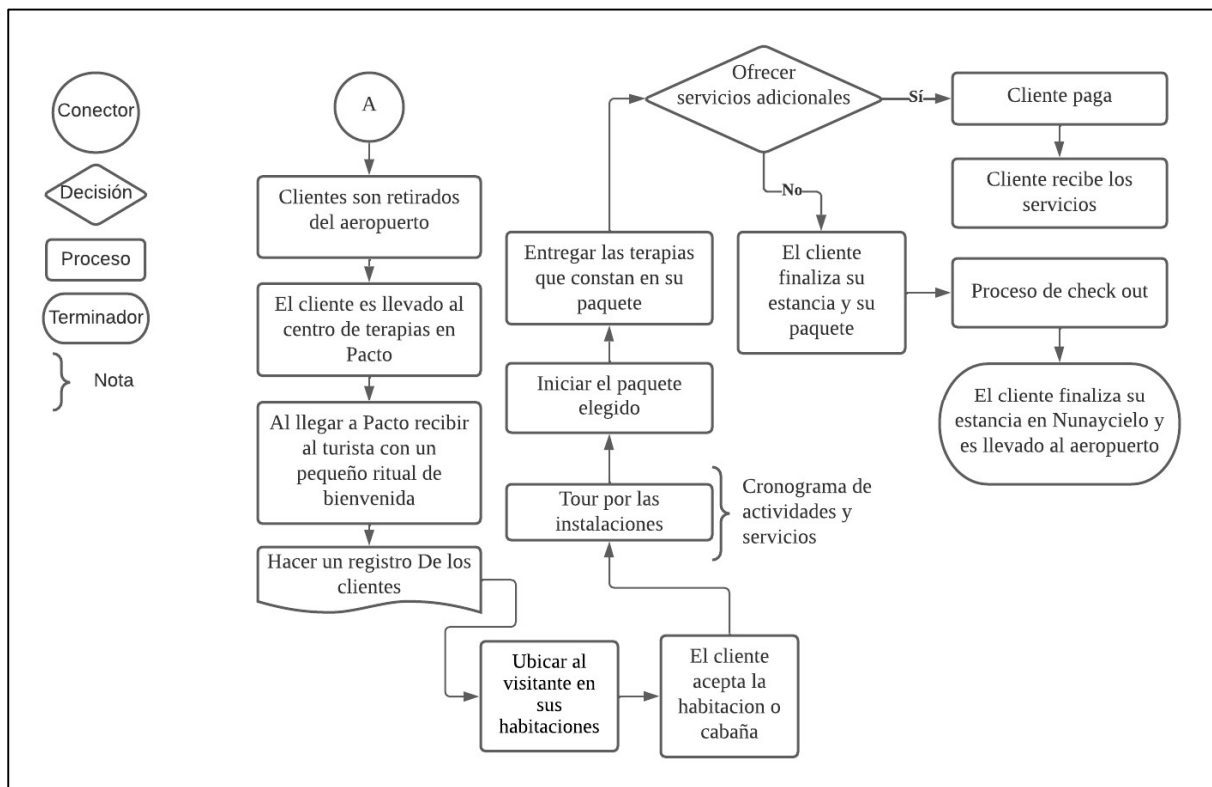 Conector
Decisión
Proceso
Terminador
Nota
A
Clientes son retirados
del aeropuerto
El cliente es llevado al
centro de terapias en
Pacto
Al llegar a Pacto recibir
al turista con un
pequeño ritual de
bienvenida
Hacer un registro De los
clientes
Ubicar al
visitante en
sus
habitaciones
El cliente
acepta la
habitacion o
cabaña
Tour por las
instalaciones
Cronograma de
actividades y
servicios
Iniciar el paquete
elegido
Entregar las terapias
que constan en su
paquete
Ofrecer
servicios adicionales
Sí
Cliente paga
Cliente recibe los
servicios
No
El cliente
finaliza su
estancia y su
paquete
Proceso de check out
El cliente finaliza su
estancia en Nunaycielo y
es llevado al aeropuerto